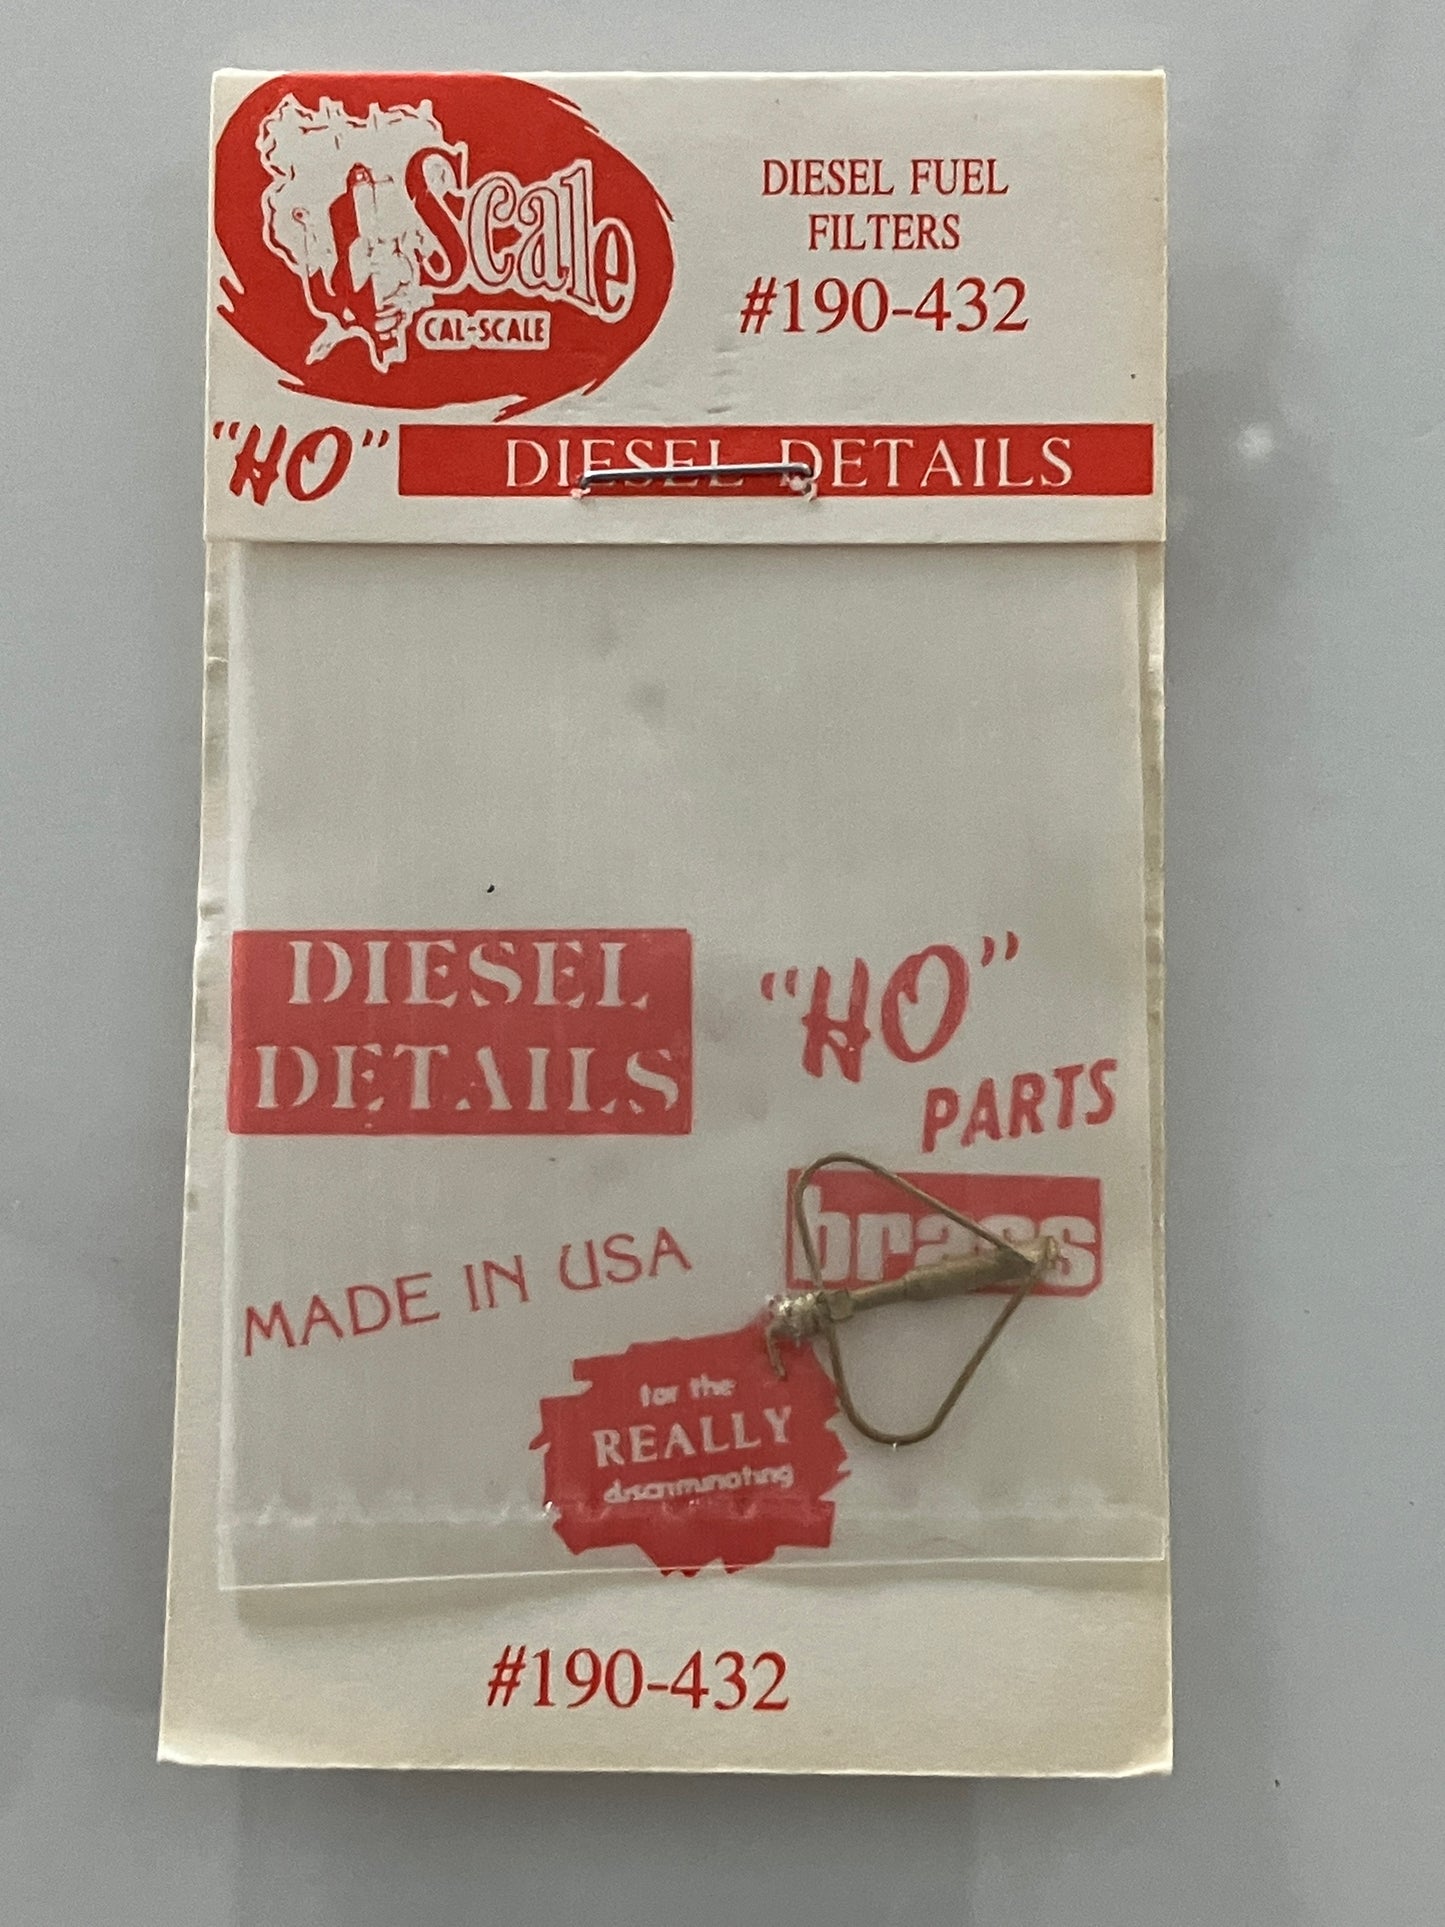 Scale
CAL-SCALE
DIESEL FUEL
FILTERS
#190-432
"HO"
DIESEL DETAILS
DIESEL
DETAILS
"HO"
PARTS
brass
MADE IN USA
for the
REALLY
discriminating
#190-432